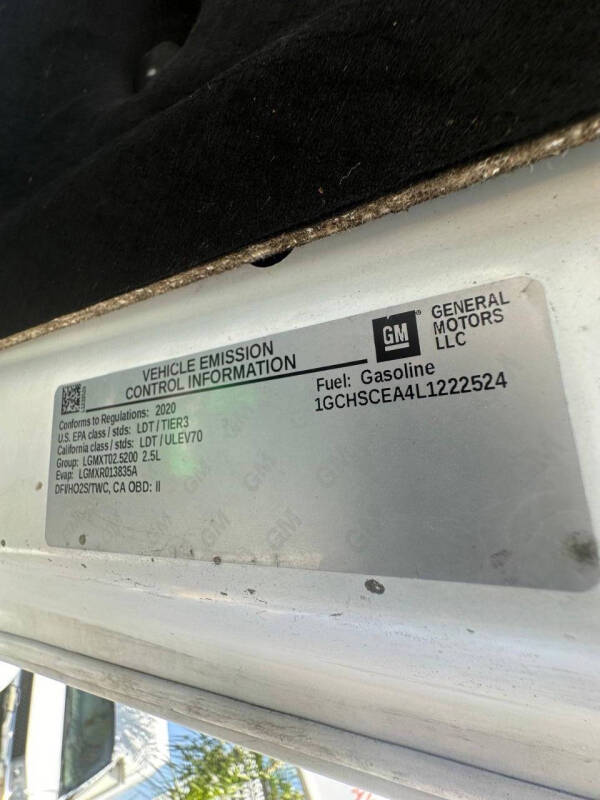 GM
GENERAL
MOTORS
LLC
VEHICLE EMISSION
CONTROL INFORMATION
Fuel: Gasoline
1GCHSCEA4L1222524
Conforms to Regulations: 2020
U.S. EPA class / stds: LDT / TIER3
California class / stds: LDT / ULEV70
Group: LGMXT02.5200 2.5L
Evap: LGMXR013835A
DFI/HO2S/TWC, CA OBD: II